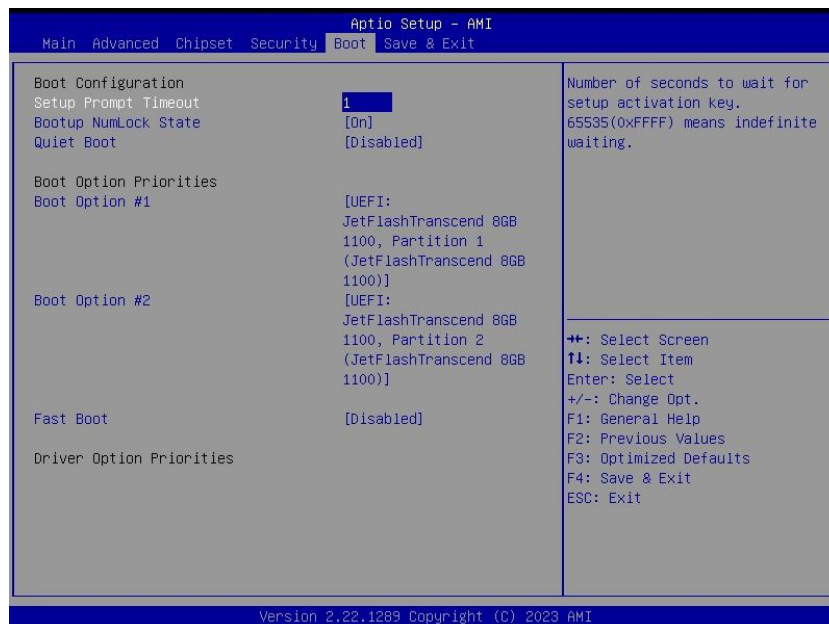 Aptio Setup – AMI
Main Advanced Chipset Security Boot Save & Exit
Boot Configuration
Setup Prompt Timeout 1
Bootup NumLock State [On]
Quiet Boot [Disabled]
Boot Option Priorities
Boot Option #1 [UEFI:
JetFlashTranscend 8GB
1100, Partition 1
(JetFlashTranscend 8GB
1100)]
Boot Option #2 [UEFI:
JetFlashTranscend 8GB
1100, Partition 2
(JetFlashTranscend 8GB
1100)]
Fast Boot [Disabled]
Driver Option Priorities
Number of seconds to wait for
setup activation key.
65535(0xFFFF) means indefinite
waiting.
→←: Select Screen
↑↓: Select Item
Enter: Select
+/-: Change Opt.
F1: General Help
F2: Previous Values
F3: Optimized Defaults
F4: Save & Exit
ESC: Exit
Version 2.22.1289 Copyright (C) 2023 AMI